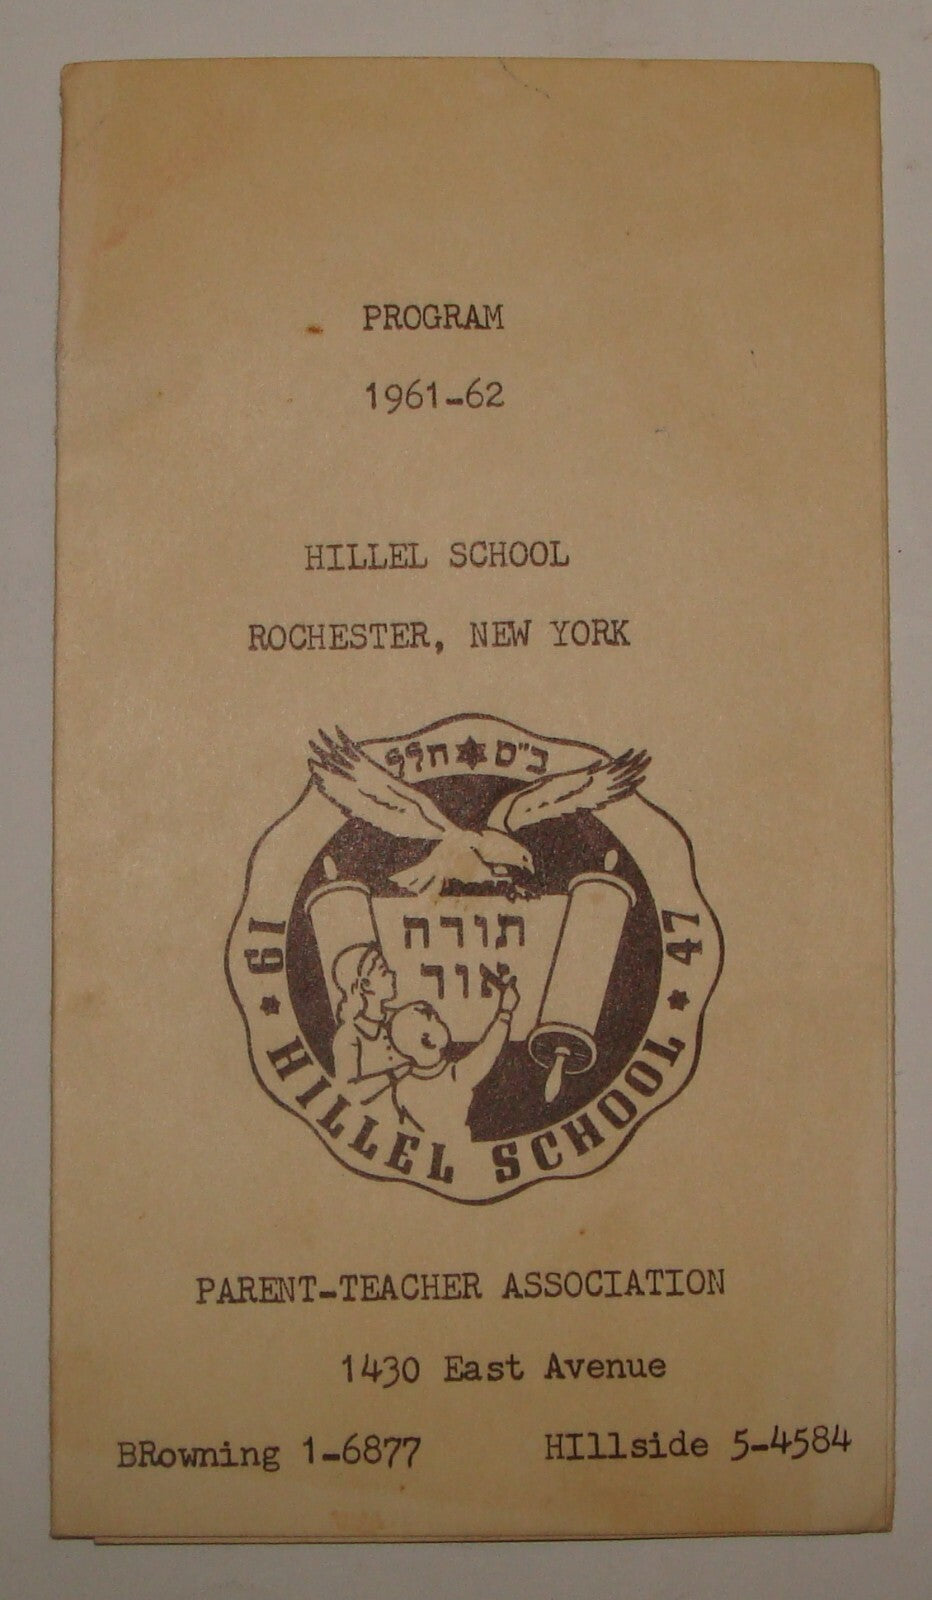 PROGRAM
1961-62
HILLEL SCHOOL
ROCHESTER, NEW YORK
ב"ס ✡ הלל
תורה
אור
19 47
★ HILLEL SCHOOL ★
PARENT-TEACHER ASSOCIATION
1430 East Avenue
BRowning 1-6877 HIllside 5-4584